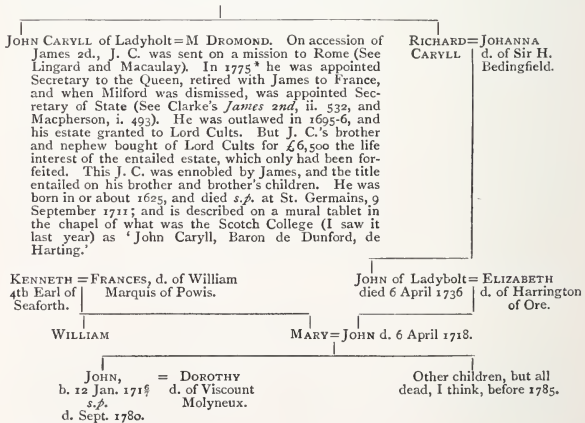 JOHN CARYLL of Ladyholt = M DROMOND. On accession of
James 2d., J. C. was sent on a mission to Rome (See
Lingard and Macaulay). In 1775* he was appointed
Secretary to the Queen, retired with James to France,
and when Milford was dismissed, was appointed Sec-
retary of State (See Clarke's James 2nd, ii. 532, and
Macpherson, i. 493). He was outlawed in 1695-6, and
his estate granted to Lord Cults. But J. C.'s brother
and nephew bought of Lord Cults for £6,500 the life
interest of the entailed estate, which only had been for-
feited. This J. C. was ennobled by James, and the title
entailed on his brother and brother's children. He was
born in or about 1625, and died s.p. at St. Germains, 9
September 1711; and is described on a mural tablet in
the chapel of what was the Scotch College (I saw it
last year) as 'John Caryll, Baron de Dunford, de
Harting.'
RICHARD = JOHANNA
CARYLL d. of Sir H.
Bedingfield.
KENNETH = FRANCES, d. of William
4th Earl of Marquis of Powis.
Seaforth.
JOHN of Ladybolt = ELIZABETH
died 6 April 1736 d. of Harrington
of Ore.
WILLIAM MARY = JOHN d. 6 April 1718.
JOHN, = DOROTHY
b. 12 Jan. d. of Viscount
s.p. Molyneux.
d. Sept. 1780.
Other children, but all
dead, I think, before 1785.